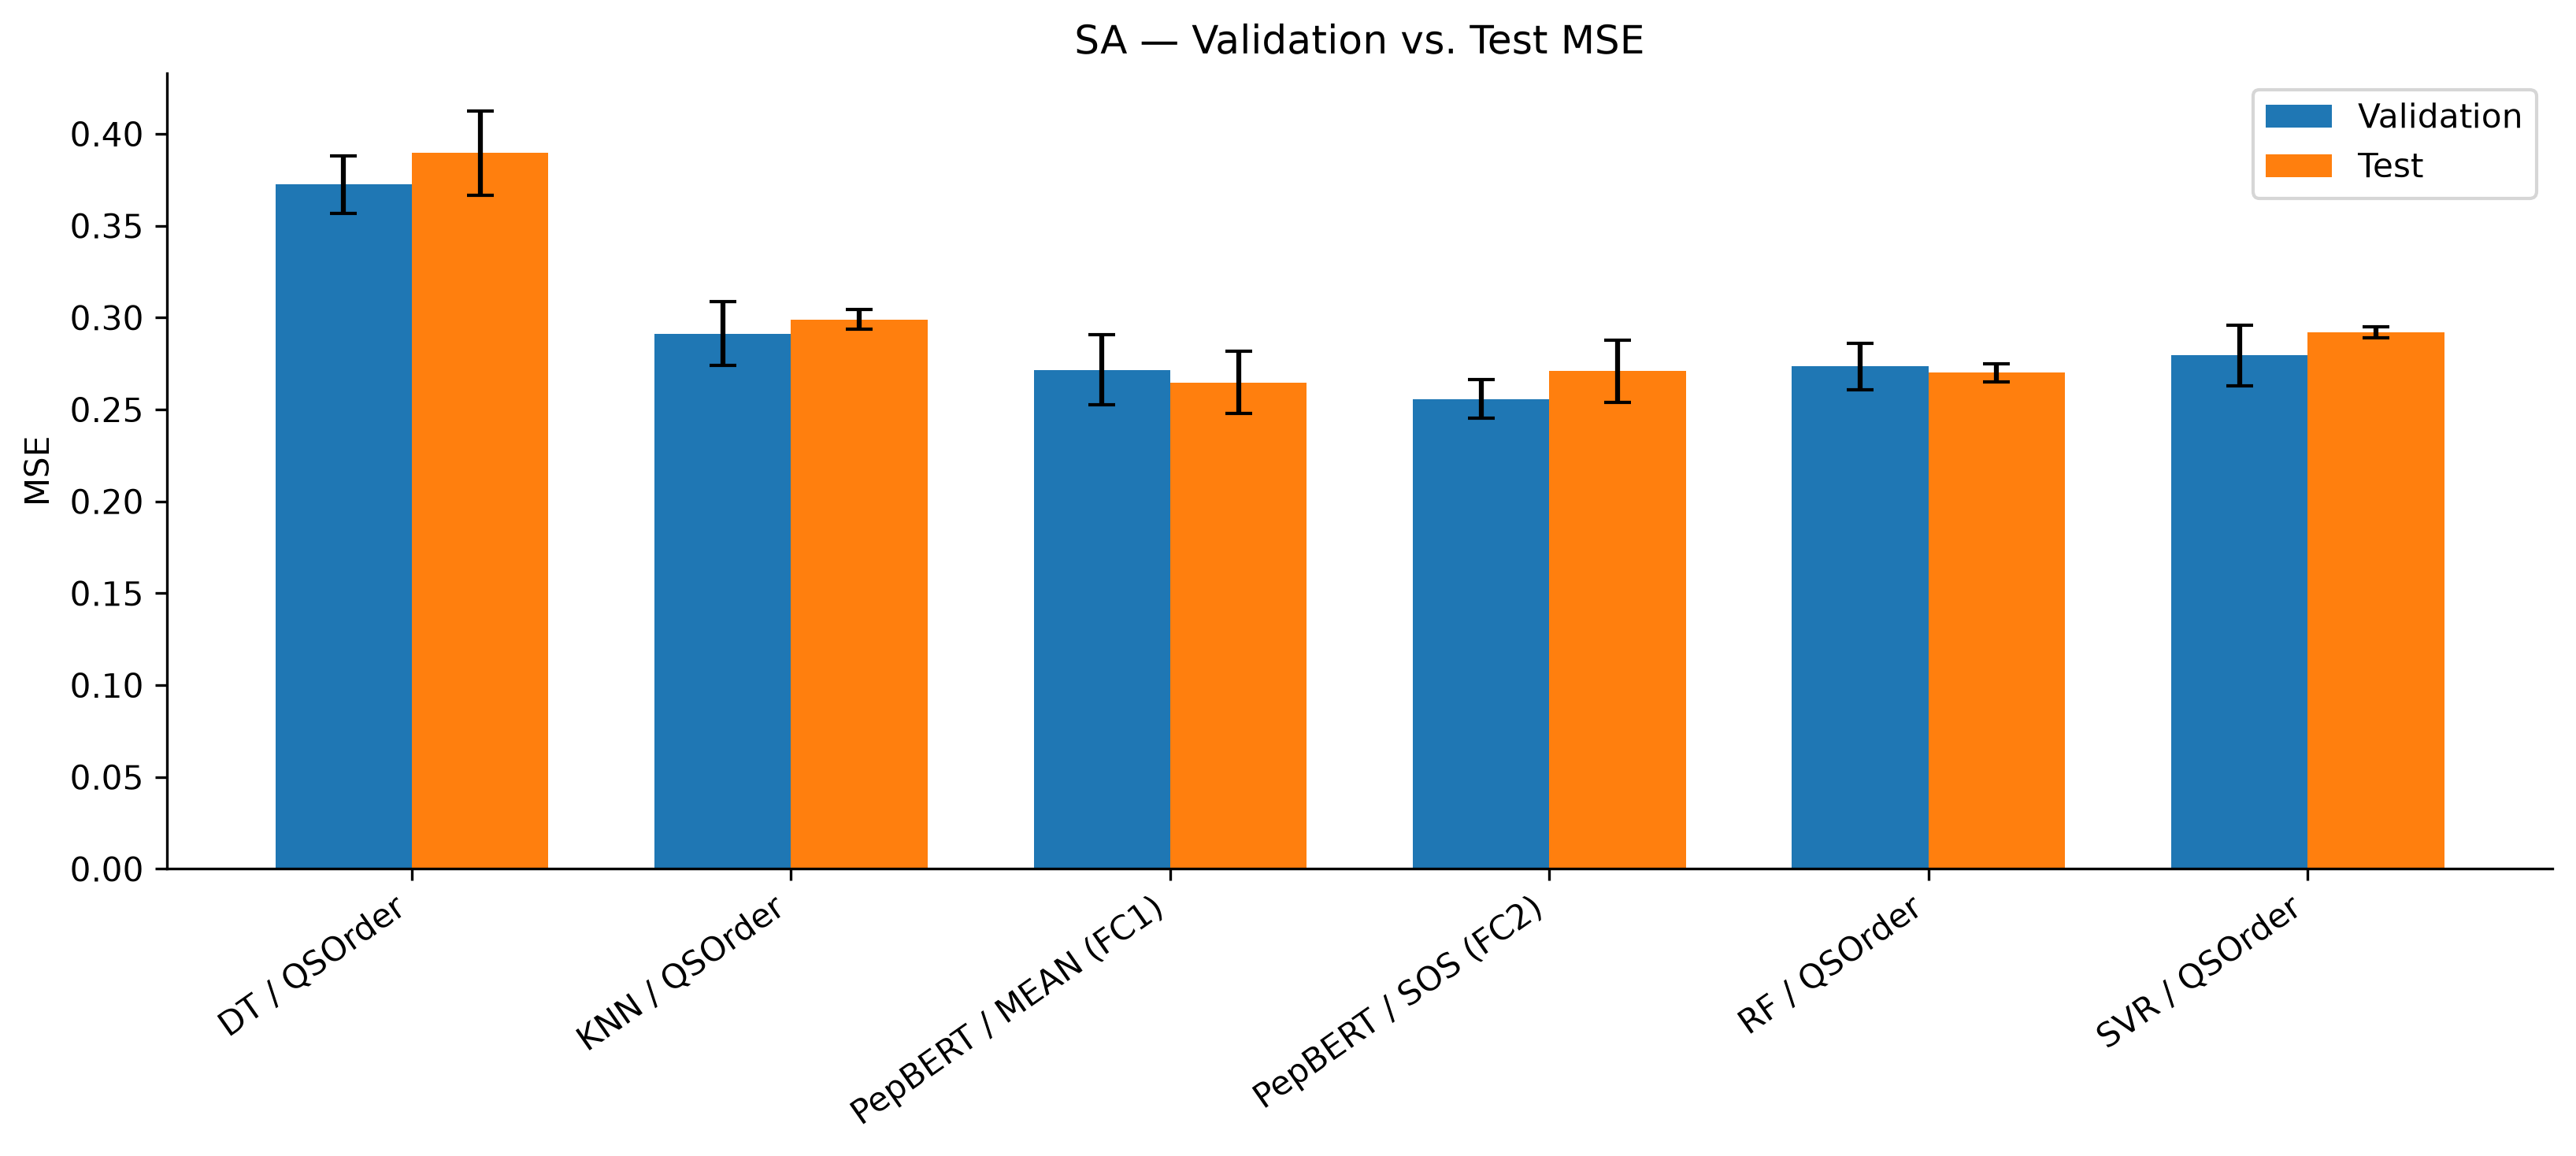 SA — Validation vs. Test MSE
Validation
Test
MSE
0.40
0.35
0.30
0.25
0.20
0.15
0.10
0.05
0.00
DT / QSOrder
KNN / QSOrder
PepBERT / MEAN (FC1)
PepBERT / SOS (FC2)
RF / QSOrder
SVR / QSOrder